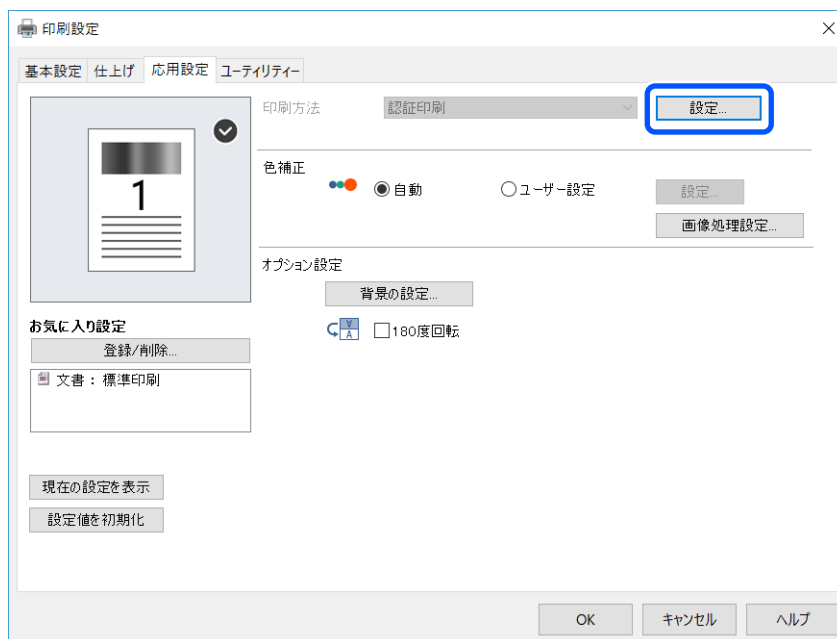 印刷設定
基本設定 仕上げ 応用設定 ユーティリティー
印刷方法 認証印刷 設定...
1
色補正
自動 ユーザー設定 設定...
画像処理設定...
オプション設定
背景の設定...
A A 180度回転
お気に入り設定
登録/削除...
文書：標準印刷
現在の設定を表示
設定値を初期化
OK キャンセル ヘルプ